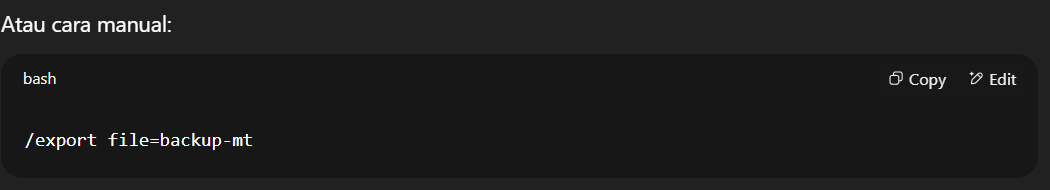 Atau cara manual:
bash
Copy
Edit
/export file=backup-mt